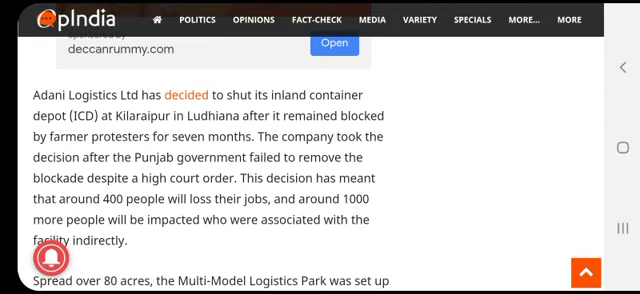 OpIndia
POLITICS OPINIONS FACT-CHECK MEDIA VARIETY SPECIALS MORE... MORE
deccanrummy.com
Open
Adani Logistics Ltd has decided to shut its inland container
depot (ICD) at Kilaraipur in Ludhiana after it remained blocked
by farmer protesters for seven months. The company took the
decision after the Punjab government failed to remove the
blockade despite a high court order. This decision has meant
that around 400 people will loss their jobs, and around 1000
more people will be impacted who were associated with the
facility indirectly.
Spread over 80 acres, the Multi-Model Logistics Park was set up